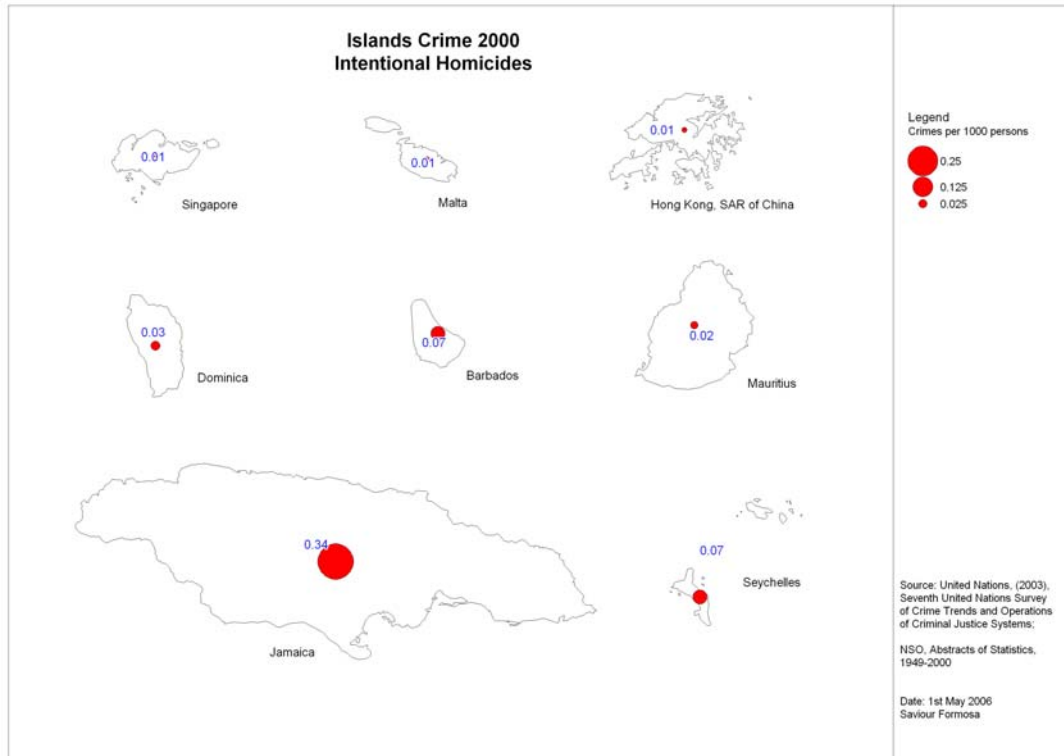 Islands Crime 2000
Intentional Homicides
0.01
Singapore
0.01
Malta
0.01
Hong Kong, SAR of China
0.03
Dominica
0.07
Barbados
0.02
Mauritius
0.34
Jamaica
0.07
Seychelles
Legend
Crimes per 1000 persons
0.25
0.125
0.025
Source: United Nations, (2003),
Seventh United Nations Survey
of Crime Trends and Operations
of Criminal Justice Systems;
NSO, Abstracts of Statistics,
1949-2000
Date: 1st May 2006
Saviour Formosa